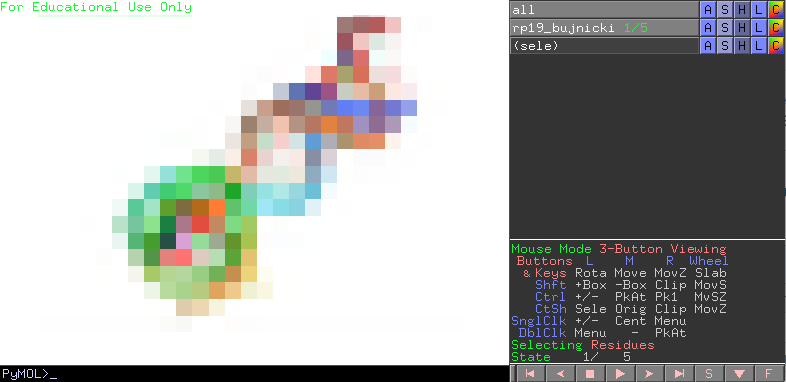 For Educational Use Only
all A S H L C
rp19_bujnicki 1/5 A S H L C
(sele) A S H L C
Mouse Mode 3-Button Viewing
Buttons L M R Wheel
& Keys Rota Move MovZ Slab
Shft +Box -Box Clip MovS
Ctrl +/- PkAt Pk1 MvSZ
CtSh Sele Orig Clip MovZ
SnglClk +/- Cent Menu
DblClk Menu - PkAt
Selecting Residues
State 1/ 5
PyMOL>_
S F